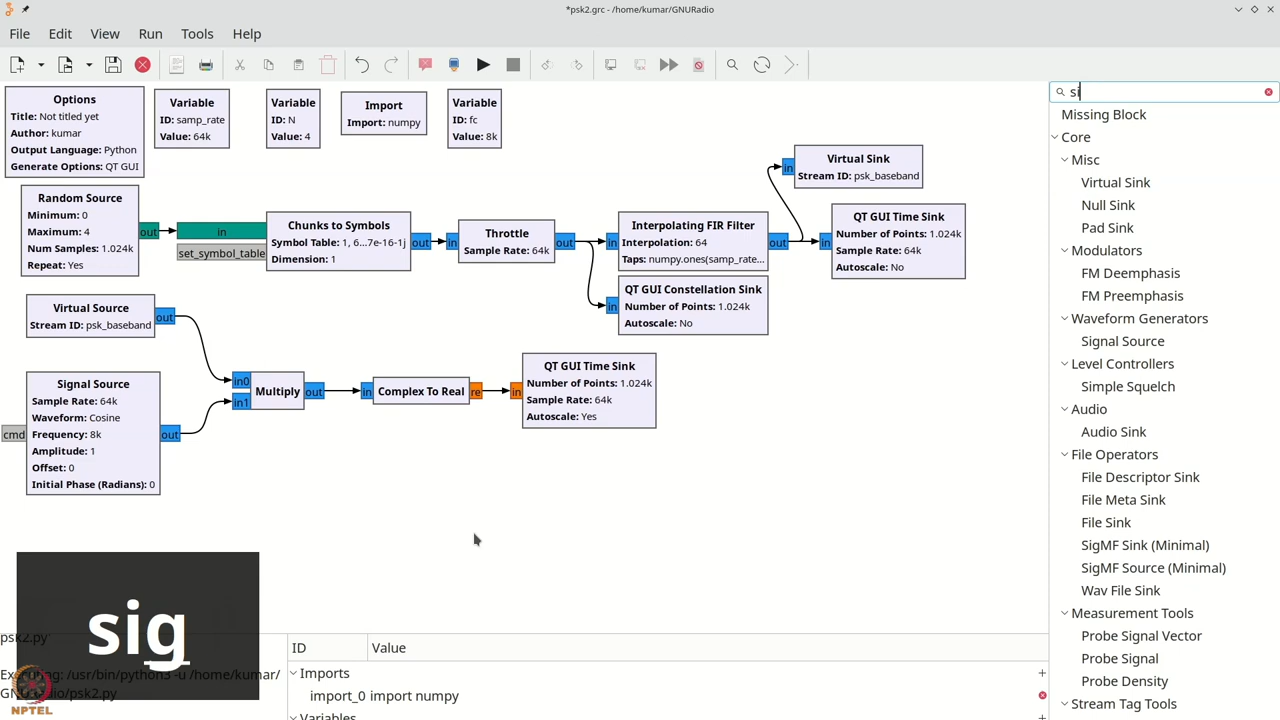 *psk2.grc - /home/kumar/GNURadio
File Edit View Run Tools Help
Options
Title: Not titled yet
Author: kumar
Output Language: Python
Generate Options: QT GUI
Variable
ID: samp_rate
Value: 64k
Variable
ID: N
Value: 4
Import
Import: numpy
Variable
ID: fc
Value: 8k
Random Source
Minimum: 0
Maximum: 4
Num Samples: 1.024k
Repeat: Yes
out
in
set_symbol_table
Chunks to Symbols
Symbol Table: 1, 6...7e-16-1j
Dimension: 1
out
in
Throttle
Sample Rate: 64k
out
in
Interpolating FIR Filter
Interpolation: 64
Taps: numpy.ones(samp_rate...
out
in
Virtual Sink
Stream ID: psk_baseband
in
QT GUI Time Sink
Number of Points: 1.024k
Sample Rate: 64k
Autoscale: No
in
QT GUI Constellation Sink
Number of Points: 1.024k
Autoscale: No
Virtual Source
Stream ID: psk_baseband
out
cmd
Signal Source
Sample Rate: 64k
Waveform: Cosine
Frequency: 8k
Amplitude: 1
Offset: 0
Initial Phase (Radians): 0
out
in0
in1
Multiply
out
in
Complex To Real
re
in
QT GUI Time Sink
Number of Points: 1.024k
Sample Rate: 64k
Autoscale: Yes
si
Missing Block
Core
Misc
Virtual Sink
Null Sink
Pad Sink
Modulators
FM Deemphasis
FM Preemphasis
Waveform Generators
Signal Source
Level Controllers
Simple Squelch
Audio
Audio Sink
File Operators
File Descriptor Sink
File Meta Sink
File Sink
SigMF Sink (Minimal)
SigMF Source (Minimal)
Wav File Sink
Measurement Tools
Probe Signal Vector
Probe Signal
Probe Density
Stream Tag Tools
sig
psk2.py
Executing: /usr/bin/python3 -u /home/kumar/
GNURadio/psk2.py
NPTEL
ID Value
Imports
import_0 import numpy
Variables